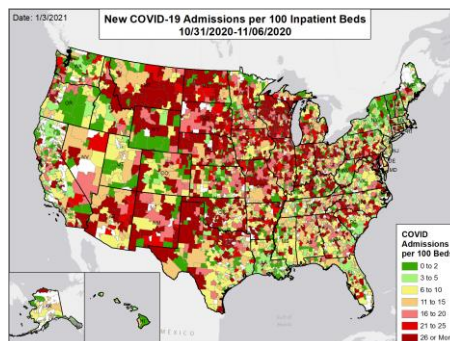 Date: 1/3/2021
New COVID-19 Admissions per 100 Inpatient Beds
10/31/2020-11/06/2020
COVID
Admissions
per 100 Beds
0 to 2
3 to 5
6 to 10
11 to 15
16 to 20
21 to 25
26 or Mor
MÉXICO